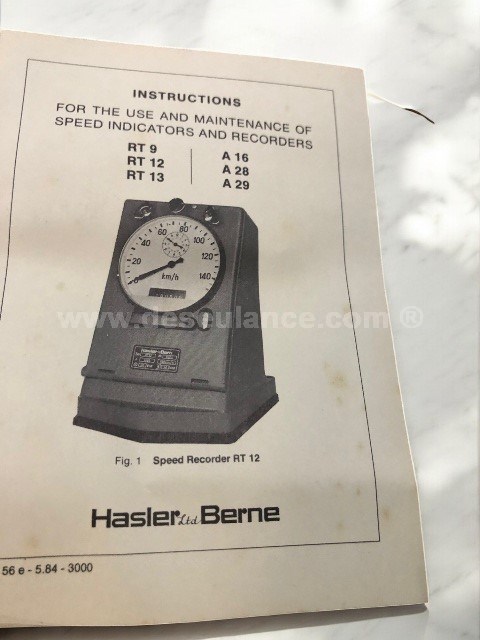 INSTRUCTIONS
FOR THE USE AND MAINTENANCE OF
SPEED INDICATORS AND RECORDERS
RT 9
RT 12
RT 13
A 16
A 28
A 29
0
20
40
60
80
100
120
140
km/h
www.desculance.com ®
Hasler-Bern
Fig. 1 Speed Recorder RT 12
Hasler Ltd Berne
56 e - 5.84 - 3000